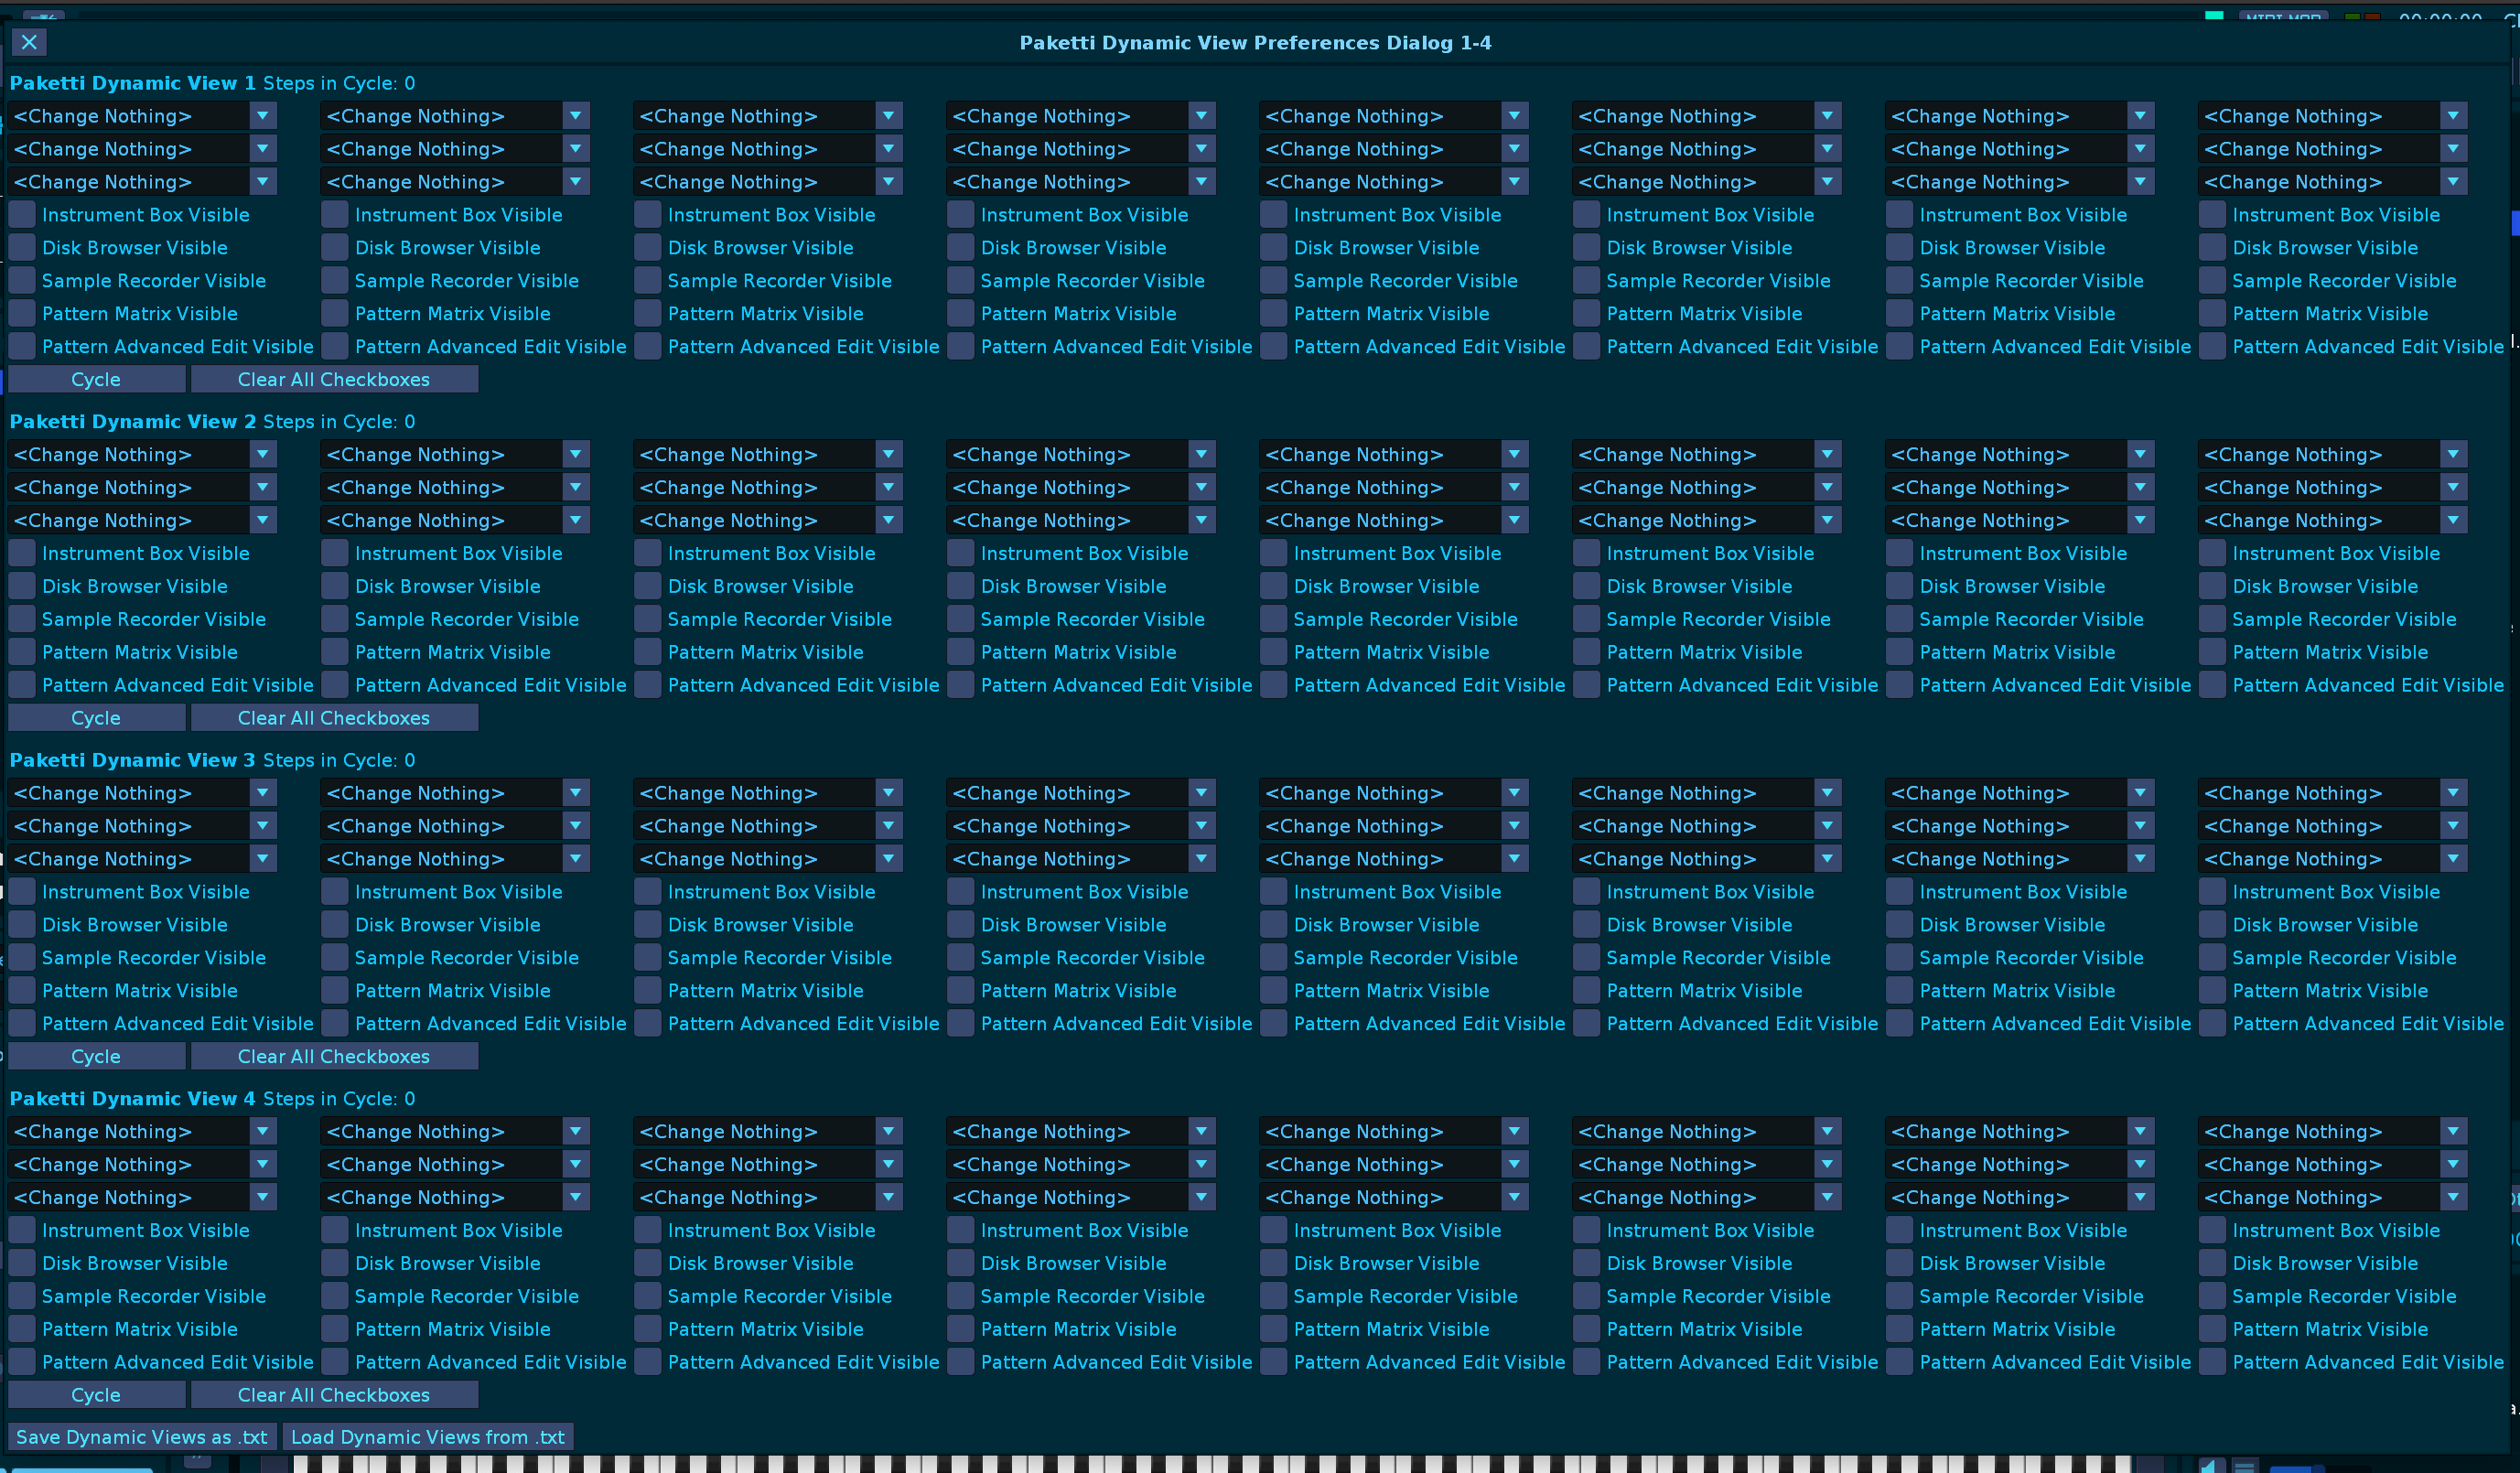 Paketti Dynamic View Preferences Dialog 1-4
Paketti Dynamic View 1 Steps in Cycle: 0
<Change Nothing> <Change Nothing> <Change Nothing> <Change Nothing> <Change Nothing> <Change Nothing> <Change Nothing> <Change Nothing>
<Change Nothing> <Change Nothing> <Change Nothing> <Change Nothing> <Change Nothing> <Change Nothing> <Change Nothing> <Change Nothing>
<Change Nothing> <Change Nothing> <Change Nothing> <Change Nothing> <Change Nothing> <Change Nothing> <Change Nothing> <Change Nothing>
Instrument Box Visible Instrument Box Visible Instrument Box Visible Instrument Box Visible Instrument Box Visible Instrument Box Visible Instrument Box Visible Instrument Box Visible
Disk Browser Visible Disk Browser Visible Disk Browser Visible Disk Browser Visible Disk Browser Visible Disk Browser Visible Disk Browser Visible Disk Browser Visible
Sample Recorder Visible Sample Recorder Visible Sample Recorder Visible Sample Recorder Visible Sample Recorder Visible Sample Recorder Visible Sample Recorder Visible Sample Recorder Visible
Pattern Matrix Visible Pattern Matrix Visible Pattern Matrix Visible Pattern Matrix Visible Pattern Matrix Visible Pattern Matrix Visible Pattern Matrix Visible Pattern Matrix Visible
Pattern Advanced Edit Visible Pattern Advanced Edit Visible Pattern Advanced Edit Visible Pattern Advanced Edit Visible Pattern Advanced Edit Visible Pattern Advanced Edit Visible Pattern Advanced Edit Visible Pattern Advanced Edit Visible
Cycle Clear All Checkboxes
Paketti Dynamic View 2 Steps in Cycle: 0
<Change Nothing> <Change Nothing> <Change Nothing> <Change Nothing> <Change Nothing> <Change Nothing> <Change Nothing> <Change Nothing>
<Change Nothing> <Change Nothing> <Change Nothing> <Change Nothing> <Change Nothing> <Change Nothing> <Change Nothing> <Change Nothing>
<Change Nothing> <Change Nothing> <Change Nothing> <Change Nothing> <Change Nothing> <Change Nothing> <Change Nothing> <Change Nothing>
Instrument Box Visible Instrument Box Visible Instrument Box Visible Instrument Box Visible Instrument Box Visible Instrument Box Visible Instrument Box Visible Instrument Box Visible
Disk Browser Visible Disk Browser Visible Disk Browser Visible Disk Browser Visible Disk Browser Visible Disk Browser Visible Disk Browser Visible Disk Browser Visible
Sample Recorder Visible Sample Recorder Visible Sample Recorder Visible Sample Recorder Visible Sample Recorder Visible Sample Recorder Visible Sample Recorder Visible Sample Recorder Visible
Pattern Matrix Visible Pattern Matrix Visible Pattern Matrix Visible Pattern Matrix Visible Pattern Matrix Visible Pattern Matrix Visible Pattern Matrix Visible Pattern Matrix Visible
Pattern Advanced Edit Visible Pattern Advanced Edit Visible Pattern Advanced Edit Visible Pattern Advanced Edit Visible Pattern Advanced Edit Visible Pattern Advanced Edit Visible Pattern Advanced Edit Visible Pattern Advanced Edit Visible
Cycle Clear All Checkboxes
Paketti Dynamic View 3 Steps in Cycle: 0
<Change Nothing> <Change Nothing> <Change Nothing> <Change Nothing> <Change Nothing> <Change Nothing> <Change Nothing> <Change Nothing>
<Change Nothing> <Change Nothing> <Change Nothing> <Change Nothing> <Change Nothing> <Change Nothing> <Change Nothing> <Change Nothing>
<Change Nothing> <Change Nothing> <Change Nothing> <Change Nothing> <Change Nothing> <Change Nothing> <Change Nothing> <Change Nothing>
Instrument Box Visible Instrument Box Visible Instrument Box Visible Instrument Box Visible Instrument Box Visible Instrument Box Visible Instrument Box Visible Instrument Box Visible
Disk Browser Visible Disk Browser Visible Disk Browser Visible Disk Browser Visible Disk Browser Visible Disk Browser Visible Disk Browser Visible Disk Browser Visible
Sample Recorder Visible Sample Recorder Visible Sample Recorder Visible Sample Recorder Visible Sample Recorder Visible Sample Recorder Visible Sample Recorder Visible Sample Recorder Visible
Pattern Matrix Visible Pattern Matrix Visible Pattern Matrix Visible Pattern Matrix Visible Pattern Matrix Visible Pattern Matrix Visible Pattern Matrix Visible Pattern Matrix Visible
Pattern Advanced Edit Visible Pattern Advanced Edit Visible Pattern Advanced Edit Visible Pattern Advanced Edit Visible Pattern Advanced Edit Visible Pattern Advanced Edit Visible Pattern Advanced Edit Visible Pattern Advanced Edit Visible
Cycle Clear All Checkboxes
Paketti Dynamic View 4 Steps in Cycle: 0
<Change Nothing> <Change Nothing> <Change Nothing> <Change Nothing> <Change Nothing> <Change Nothing> <Change Nothing> <Change Nothing>
<Change Nothing> <Change Nothing> <Change Nothing> <Change Nothing> <Change Nothing> <Change Nothing> <Change Nothing> <Change Nothing>
<Change Nothing> <Change Nothing> <Change Nothing> <Change Nothing> <Change Nothing> <Change Nothing> <Change Nothing> <Change Nothing>
Instrument Box Visible Instrument Box Visible Instrument Box Visible Instrument Box Visible Instrument Box Visible Instrument Box Visible Instrument Box Visible Instrument Box Visible
Disk Browser Visible Disk Browser Visible Disk Browser Visible Disk Browser Visible Disk Browser Visible Disk Browser Visible Disk Browser Visible Disk Browser Visible
Sample Recorder Visible Sample Recorder Visible Sample Recorder Visible Sample Recorder Visible Sample Recorder Visible Sample Recorder Visible Sample Recorder Visible Sample Recorder Visible
Pattern Matrix Visible Pattern Matrix Visible Pattern Matrix Visible Pattern Matrix Visible Pattern Matrix Visible Pattern Matrix Visible Pattern Matrix Visible Pattern Matrix Visible
Pattern Advanced Edit Visible Pattern Advanced Edit Visible Pattern Advanced Edit Visible Pattern Advanced Edit Visible Pattern Advanced Edit Visible Pattern Advanced Edit Visible Pattern Advanced Edit Visible Pattern Advanced Edit Visible
Cycle Clear All Checkboxes
Save Dynamic Views as .txt Load Dynamic Views from .txt